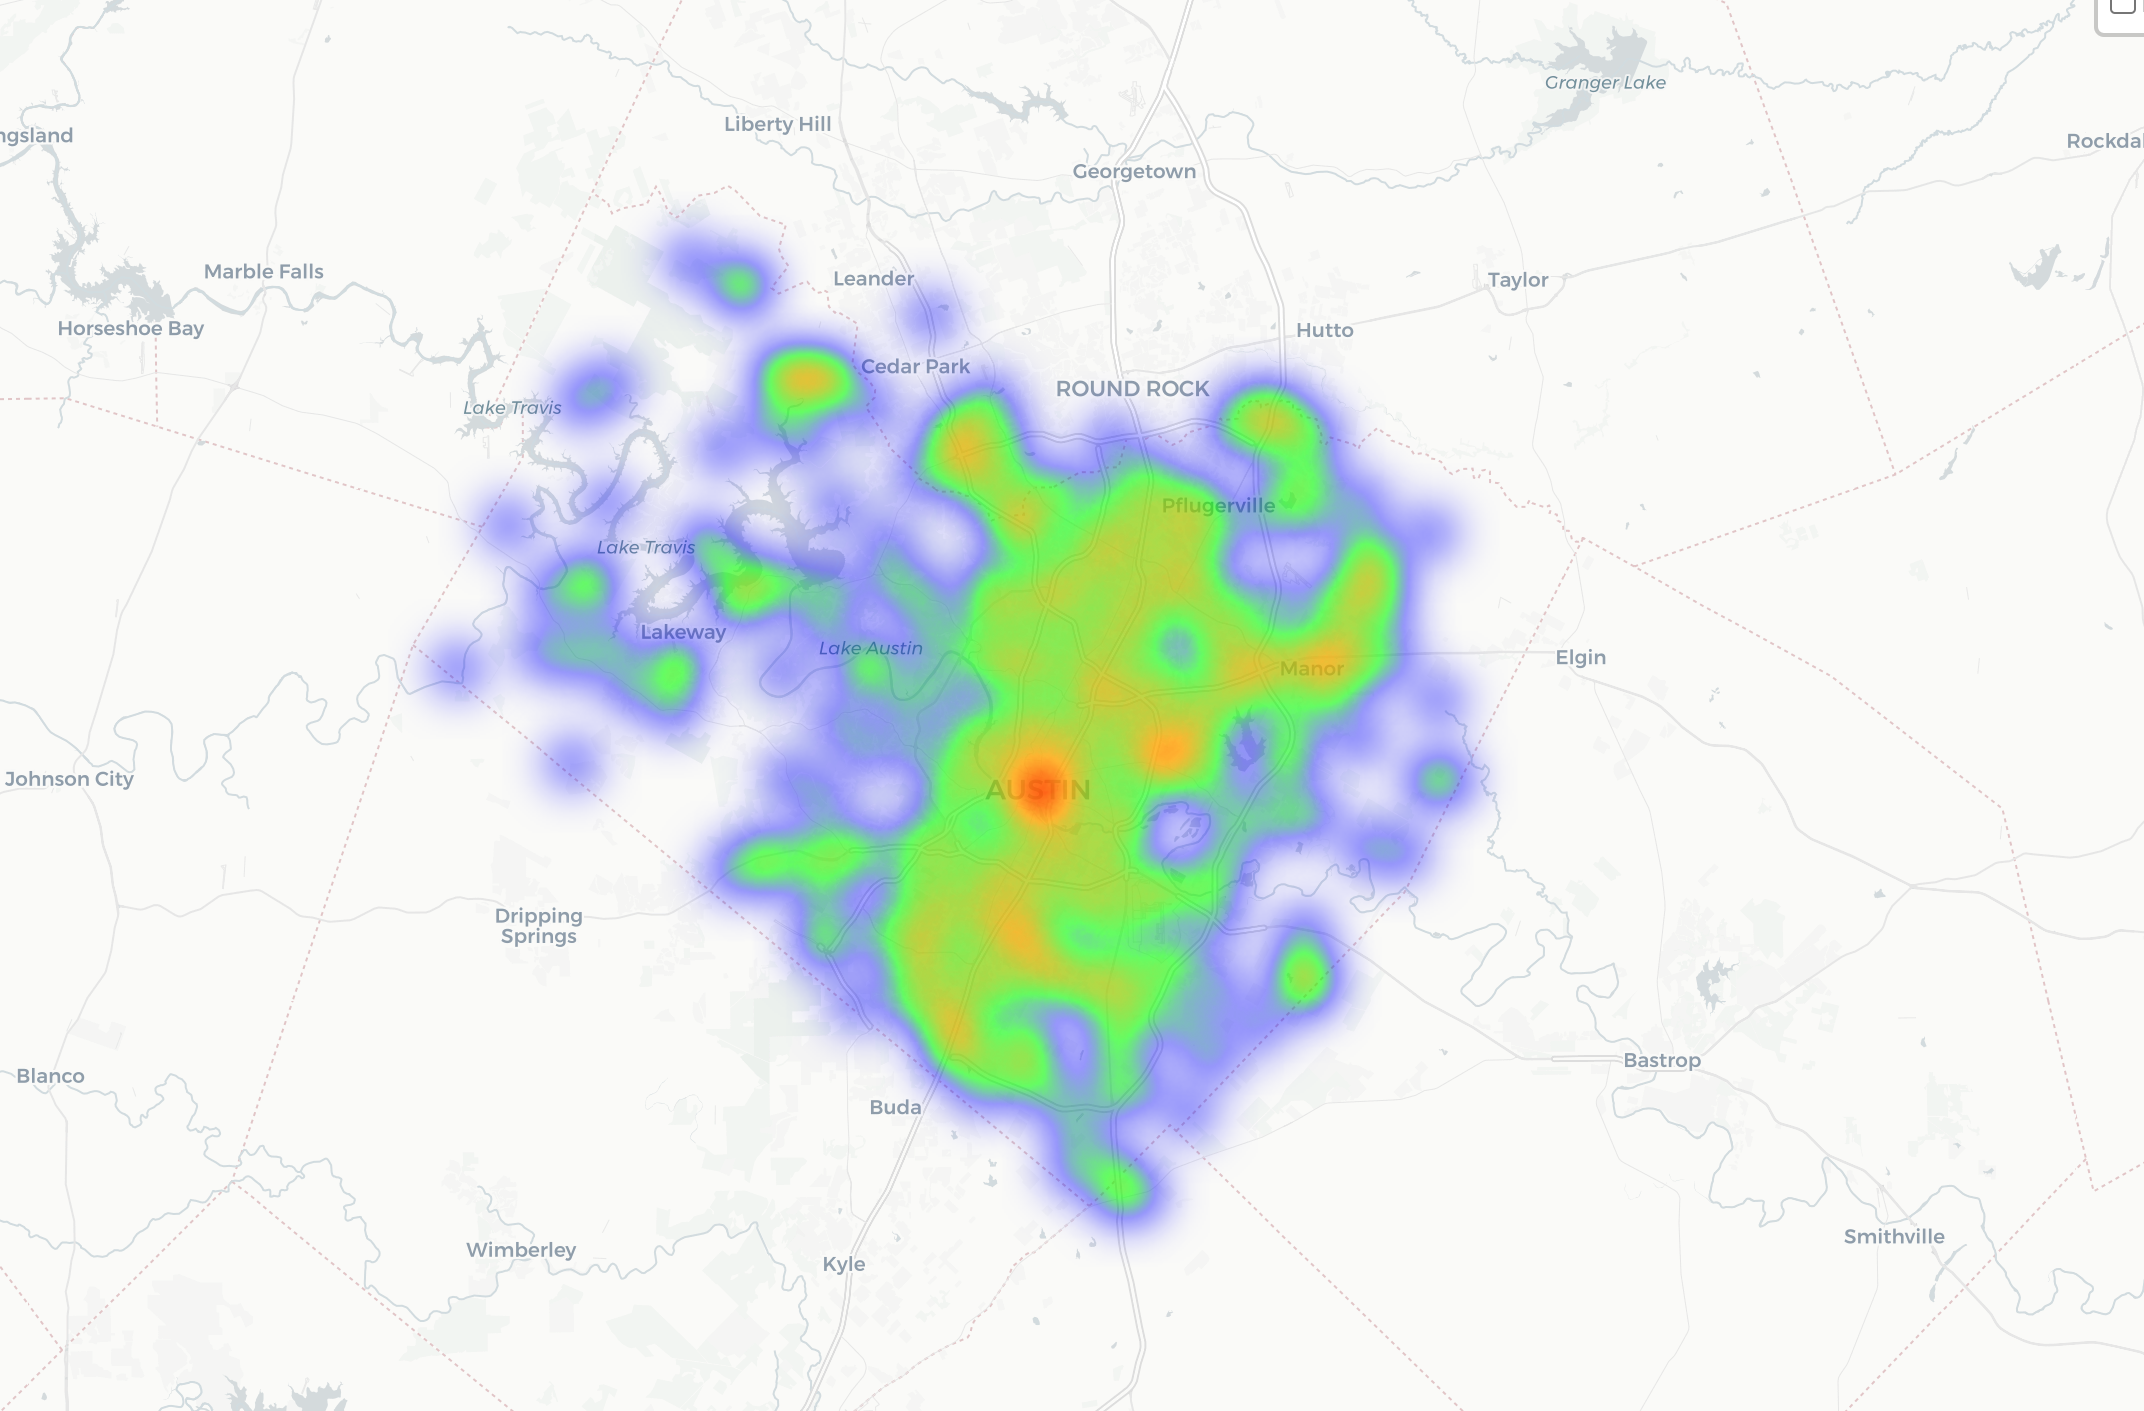 Granger Lake
Liberty Hill
ngsland
Rockda
Georgetown
Marble Falls
Leander
Taylor
Horseshoe Bay
Hutto
Cedar Park
ROUND ROCK
Lake Travis
Pflugerville
Lake Travis
Lakeway
Lake Austin
Elgin
Manor
Johnson City
AUSTIN
Dripping
Springs
Bastrop
Blanco
Buda
Smithville
Wimberley
Kyle